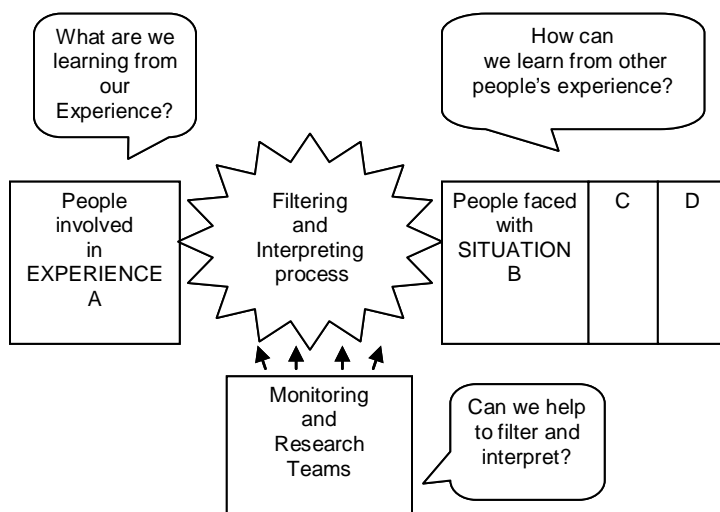 What are we
learning from
our
Experience?
How can
we learn from other
people's experience?
People
involved
in
EXPERIENCE
A
Filtering
and
Interpreting
process
People faced
with
SITUATION
B
C
D
Monitoring
and
Research
Teams
Can we help
to filter and
interpret?